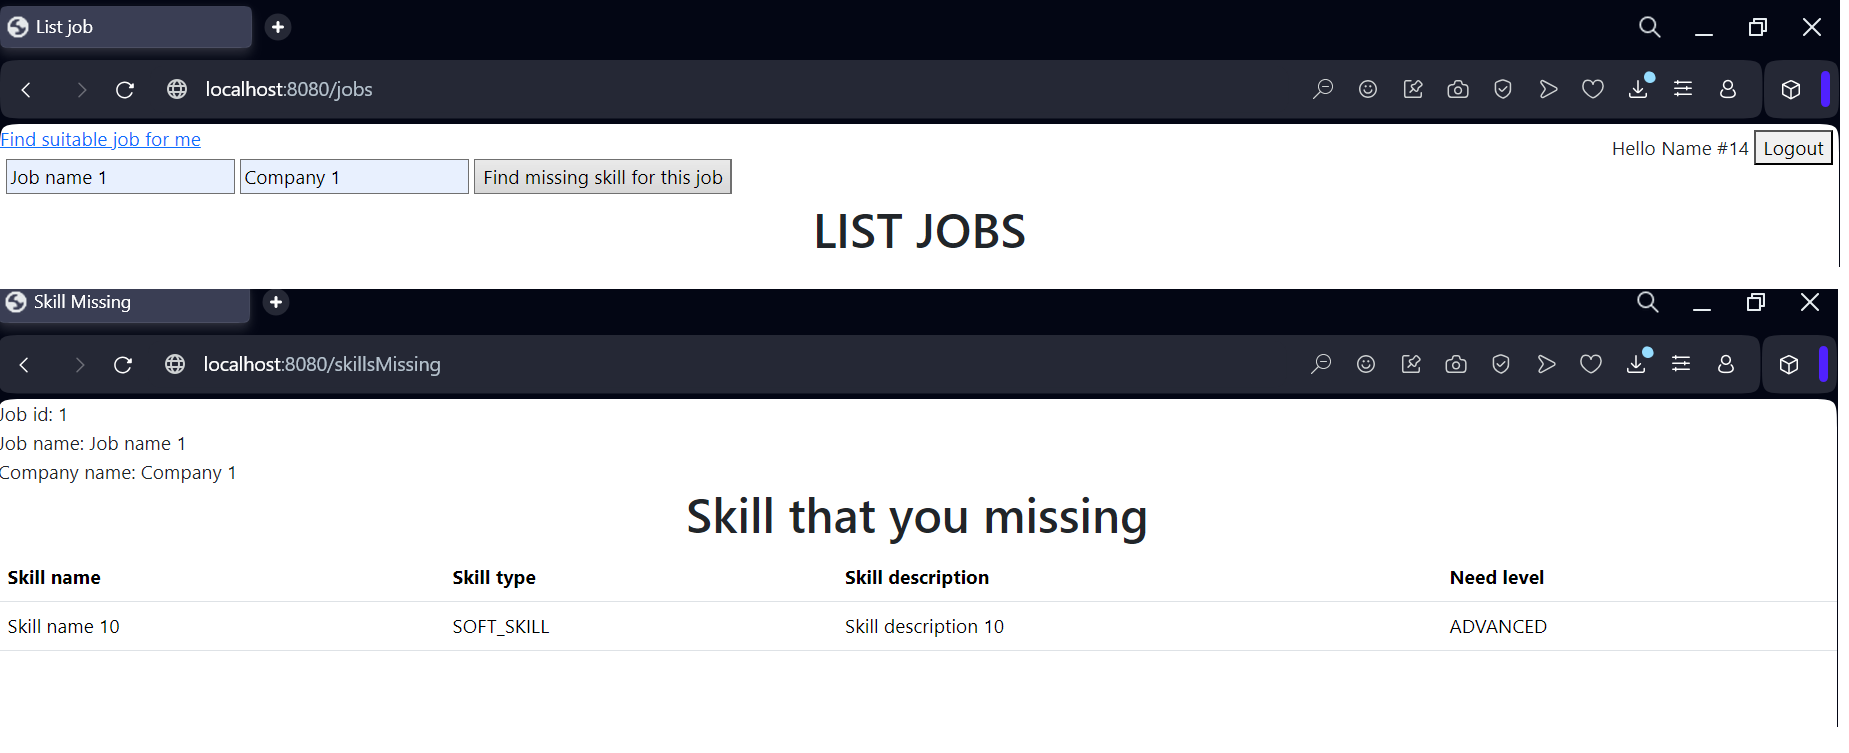 List job
localhost:8080/jobs
Find suitable job for me
Hello Name #14 Logout
Job name 1 Company 1 Find missing skill for this job
LIST JOBS
Skill Missing
localhost:8080/skillsMissing
Job id: 1
Job name: Job name 1
Company name: Company 1
Skill that you missing
Skill name Skill type Skill description Need level
Skill name 10 SOFT_SKILL Skill description 10 ADVANCED